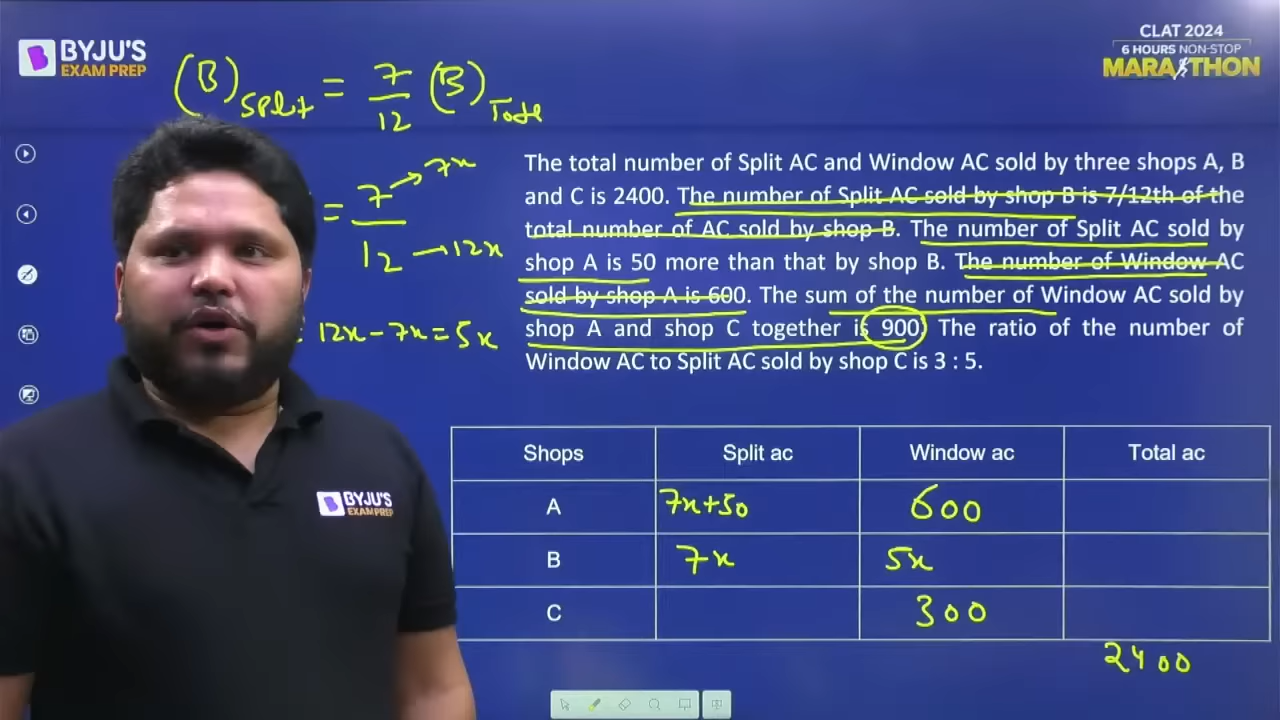 BYJU'S
EXAM PREP
CLAT 2024
6 HOURS NON-STOP
MARATHON
(B)Split = 7/12 (B)Tote
= 7 → 7x
12 → 12x
12x - 7x = 5x
The total number of Split AC and Window AC sold by three shops A, B
and C is 2400. The number of Split AC sold by shop B is 7/12th of the
total number of AC sold by shop B. The number of Split AC sold by
shop A is 50 more than that by shop B. The number of Window AC
sold by shop A is 600. The sum of the number of Window AC sold by
shop A and shop C together is 900. The ratio of the number of
Window AC to Split AC sold by shop C is 3 : 5.
Shops Split ac Window ac Total ac
A 7x+50 600
B 7x 5x
C 300
2400
BYJU'S
EXAM PREP